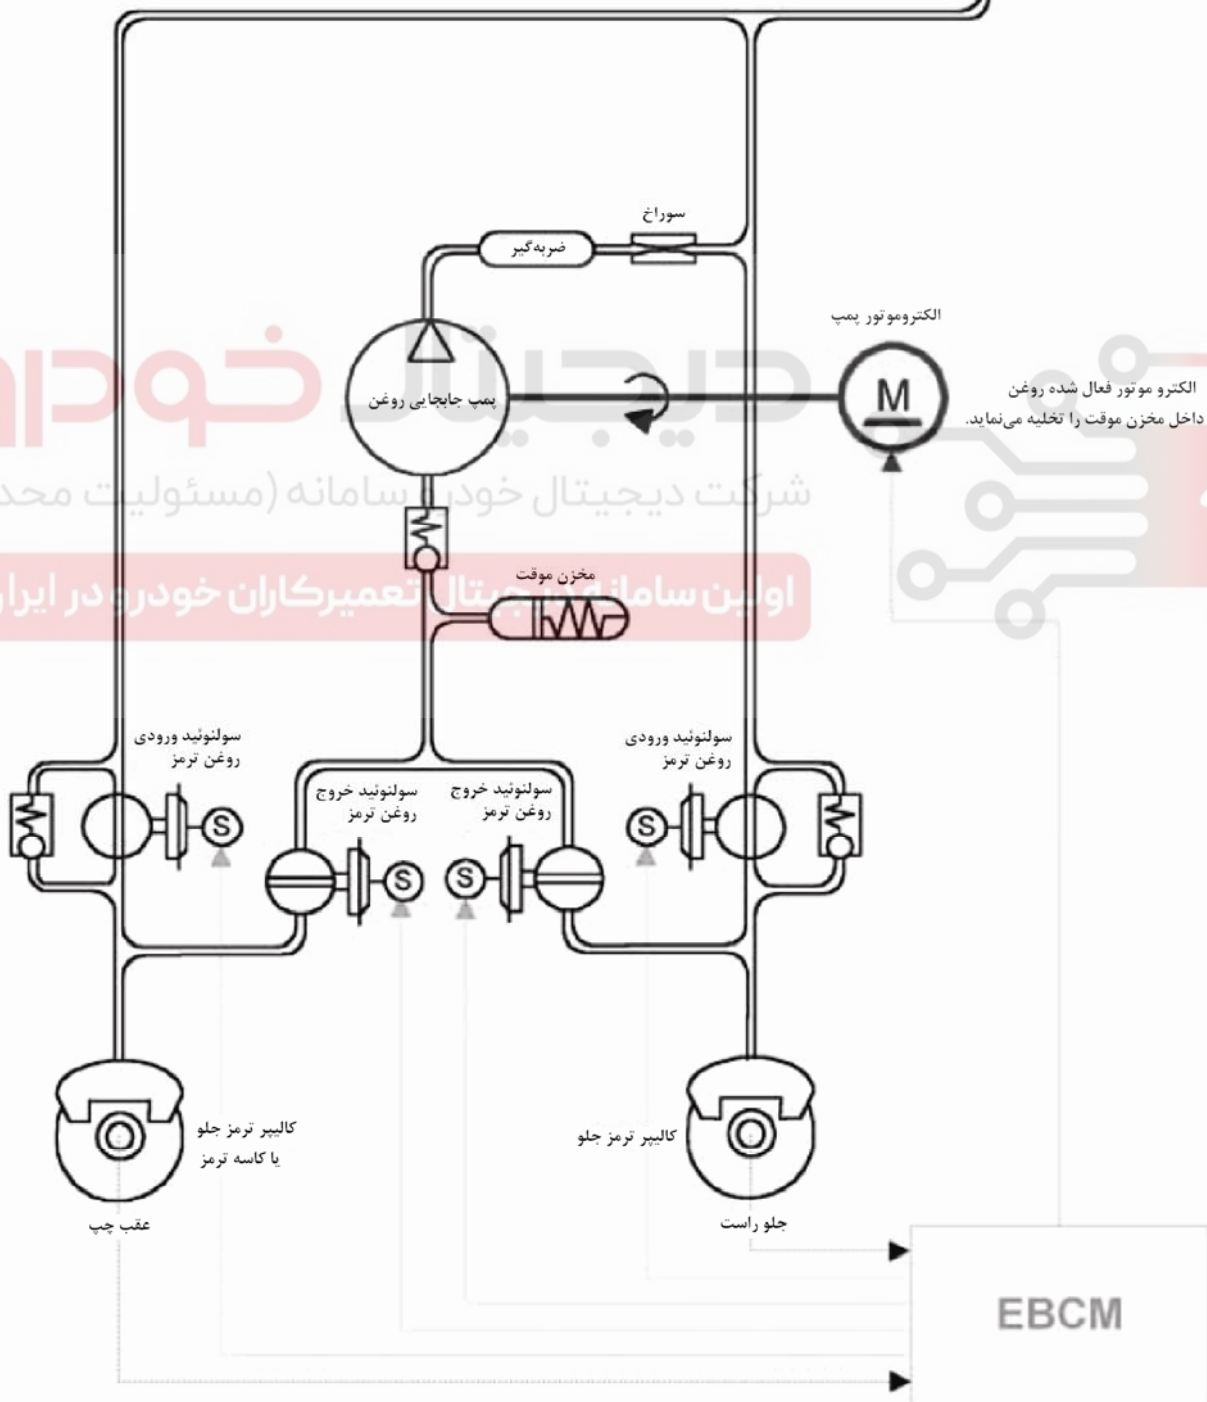 سوراخ
ضربه‌گیر
الکتروموتور پمپ
M
الکترو موتور فعال شده روغن
داخل مخزن موقت را تخلیه می‌نماید.
پمپ جابجایی روغن
دیجیتال خودرو
شرکت دیجیتال خودرو سامانه (مسئولیت محد
مخزن موقت
اولین سامانه دیجیتال تعمیرکاران خودرو در ایران
سولنوئید ورودی
روغن ترمز
سولنوئید ورودی
روغن ترمز
سولنوئید خروج
روغن ترمز
سولنوئید خروج
روغن ترمز
S
S
S
S
کالیپر ترمز جلو
کالیپر ترمز جلو
یا کاسه ترمز
جلو راست
عقب چپ
EBCM